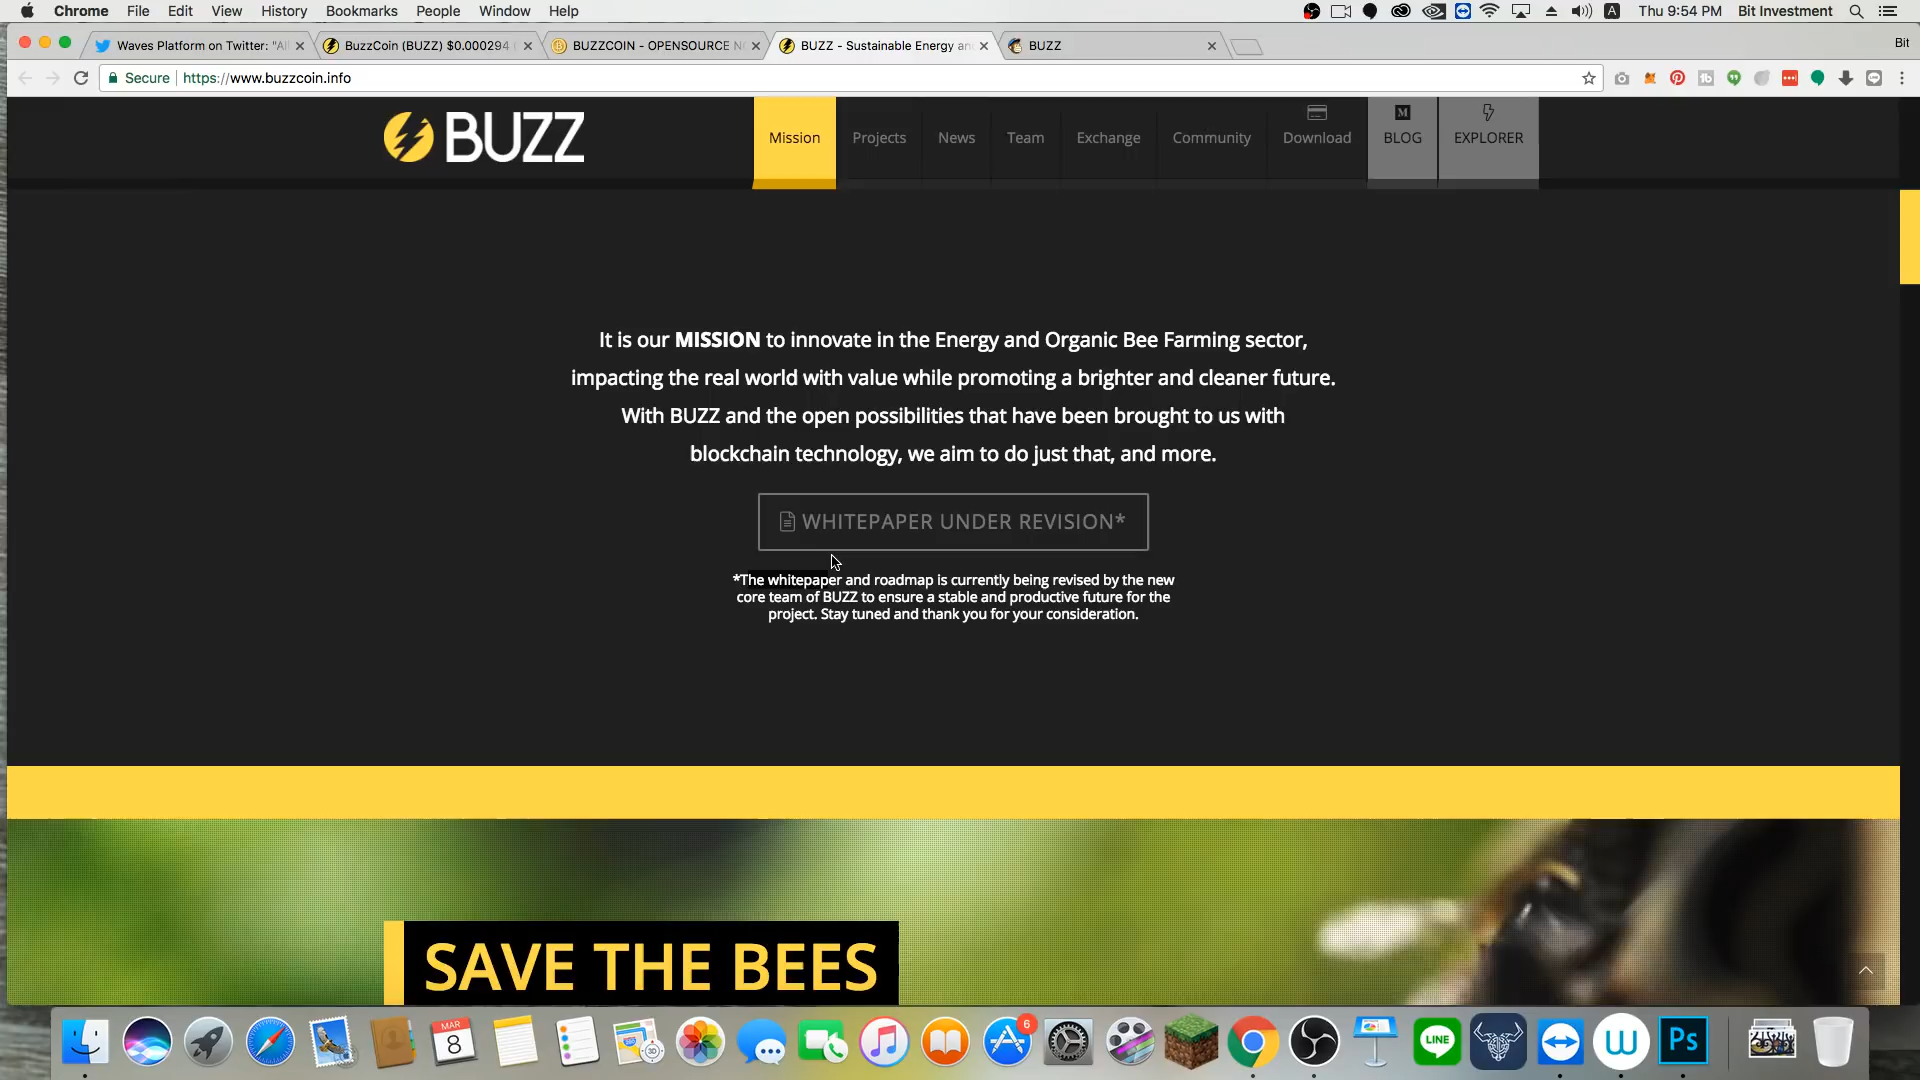 Chrome File Edit View History Bookmarks People Window Help
A Thu 9:54 PM Bit Investment
Waves Platform on Twitter: "All
BuzzCoin (BUZZ) $0.000294
BUZZCOIN - OPENSOURCE N
BUZZ - Sustainable Energy and
BUZZ
Bit
Secure https://www.buzzcoin.info
BUZZ
Mission Projects News Team Exchange Community Download BLOG EXPLORER
It is our MISSION to innovate in the Energy and Organic Bee Farming sector,
impacting the real world with value while promoting a brighter and cleaner future.
With BUZZ and the open possibilities that have been brought to us with
blockchain technology, we aim to do just that, and more.
WHITEPAPER UNDER REVISION*
*The whitepaper and roadmap is currently being revised by the new
core team of BUZZ to ensure a stable and productive future for the
project. Stay tuned and thank you for your consideration.
SAVE THE BEES
MAR
8
3D
6
LINE
W
Ps